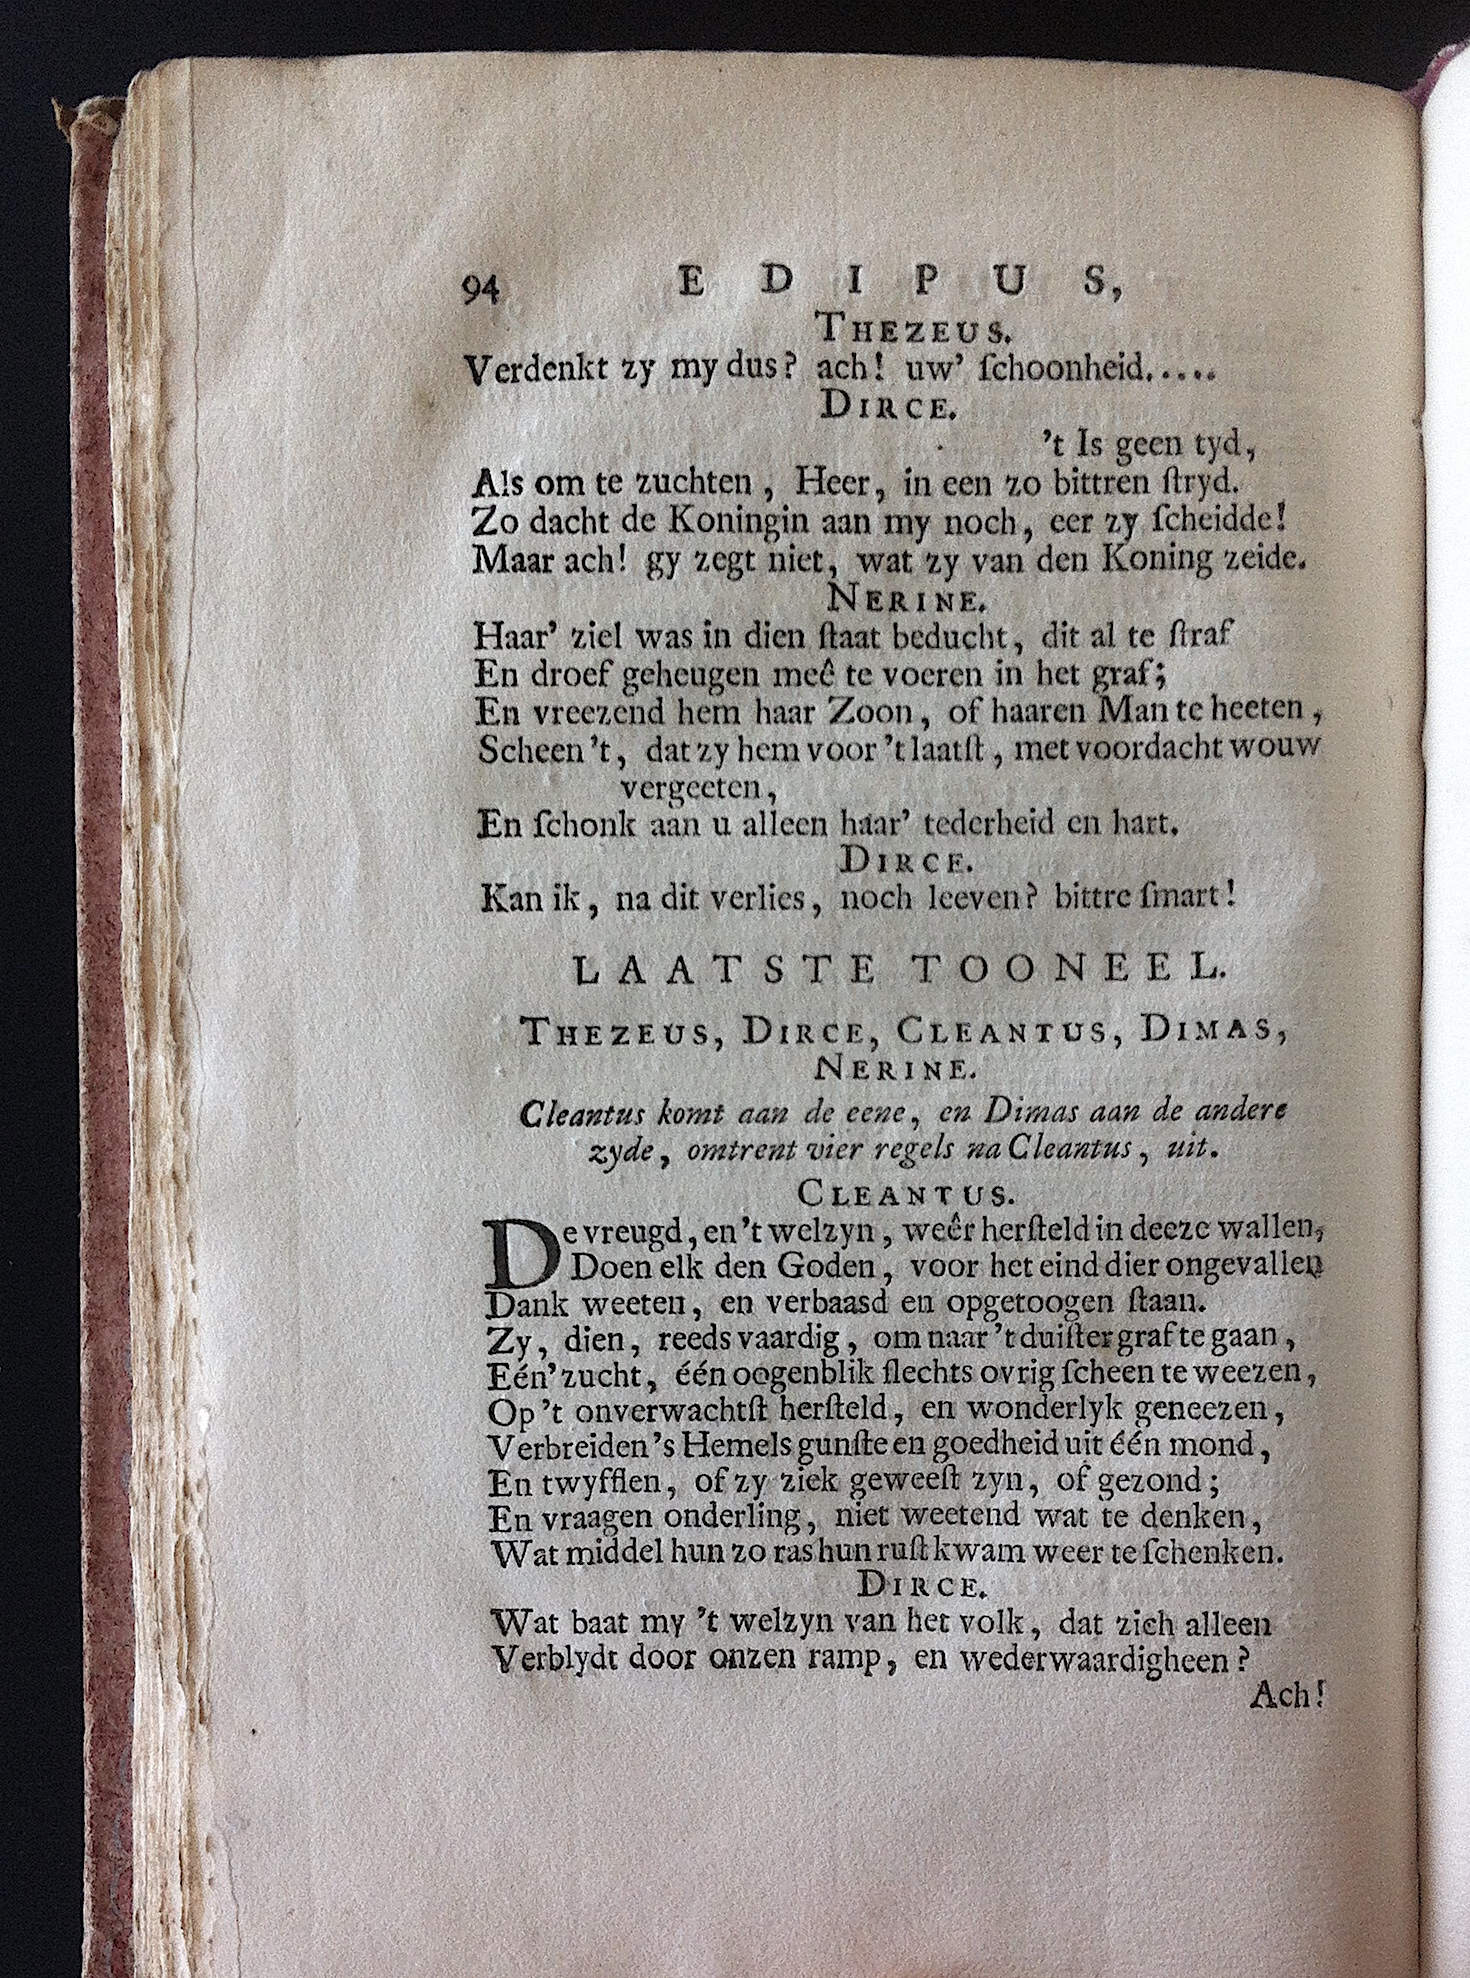 94 EDIPUS,
THEZEUS.
Verdenkt zy my dus? ach! uw' ſchoonheid.....
DIRCE.
't Is geen tyd,
Als om te zuchten, Heer, in een zo bittren ſtryd.
Zo dacht de Koningin aan my noch, eer zy ſcheidde!
Maar ach! gy zegt niet, wat zy van den Koning zeide.
NERINE.
Haar' ziel was in dien ſtaat beducht, dit al te ſtraf
En droef geheugen meê te voeren in het graf;
En vreezend hem haar Zoon, of haaren Man te heeten,
Scheen 't, dat zy hem voor 't laatſt, met voordacht wouw
vergeeten,
En ſchonk aan u alleen haar' tederheid en hart.
DIRCE.
Kan ik, na dit verlies, noch leeven? bittre ſmart!
LAATSTE TOONEEL.
THEZEUS, DIRCE, CLEANTUS, DIMAS,
NERINE.
Cleantus komt aan de eene, en Dimas aan de andere
zyde, omtrent vier regels na Cleantus, uit.
CLEANTUS.
De vreugd, en 't welzyn, weêr herſteld in deeze wallen,
Doen elk den Goden, voor het eind dier ongevallen
Dank weeten, en verbaasd en opgetoogen ſtaan.
Zy, dien, reeds vaardig, om naar 't duiſter graf te gaan,
Eén' zucht, één oogenblik ſlechts ovrig ſcheen te weezen,
Op 't onverwachtſt herſteld, en wonderlyk geneezen,
Verbreiden 's Hemels gunſte en goedheid uit één mond,
En twyfflen, of zy ziek geweeſt zyn, of gezond;
En vraagen onderling, niet weetend wat te denken,
Wat middel hun zo ras hun ruſt kwam weer te ſchenken.
DIRCE.
Wat baat my 't welzyn van het volk, dat zich alleen
Verblydt door onzen ramp, en wederwaardigheen?
Ach!